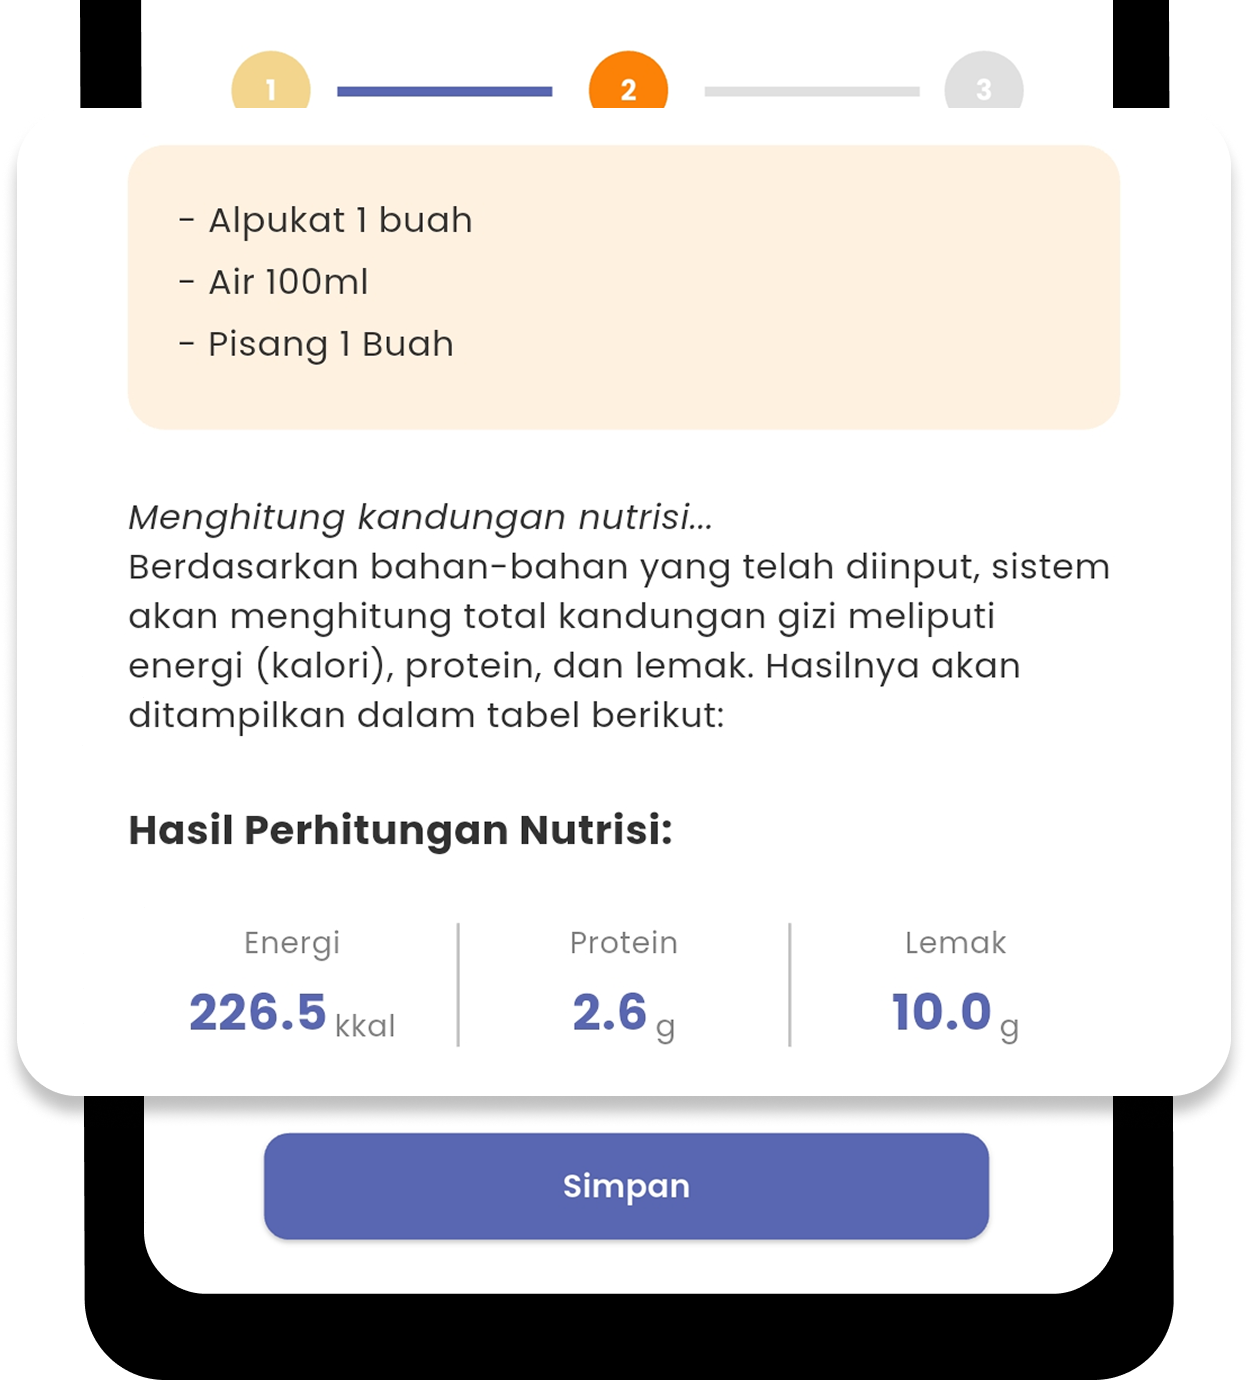 1 2 3
- Alpukat 1 buah
- Air 100ml
- Pisang 1 Buah
Menghitung kandungan nutrisi...
Berdasarkan bahan-bahan yang telah diinput, sistem
akan menghitung total kandungan gizi meliputi
energi (kalori), protein, dan lemak. Hasilnya akan
ditampilkan dalam tabel berikut:
Hasil Perhitungan Nutrisi:
Energi Protein Lemak
226.5 kkal 2.6 g 10.0 g
Simpan